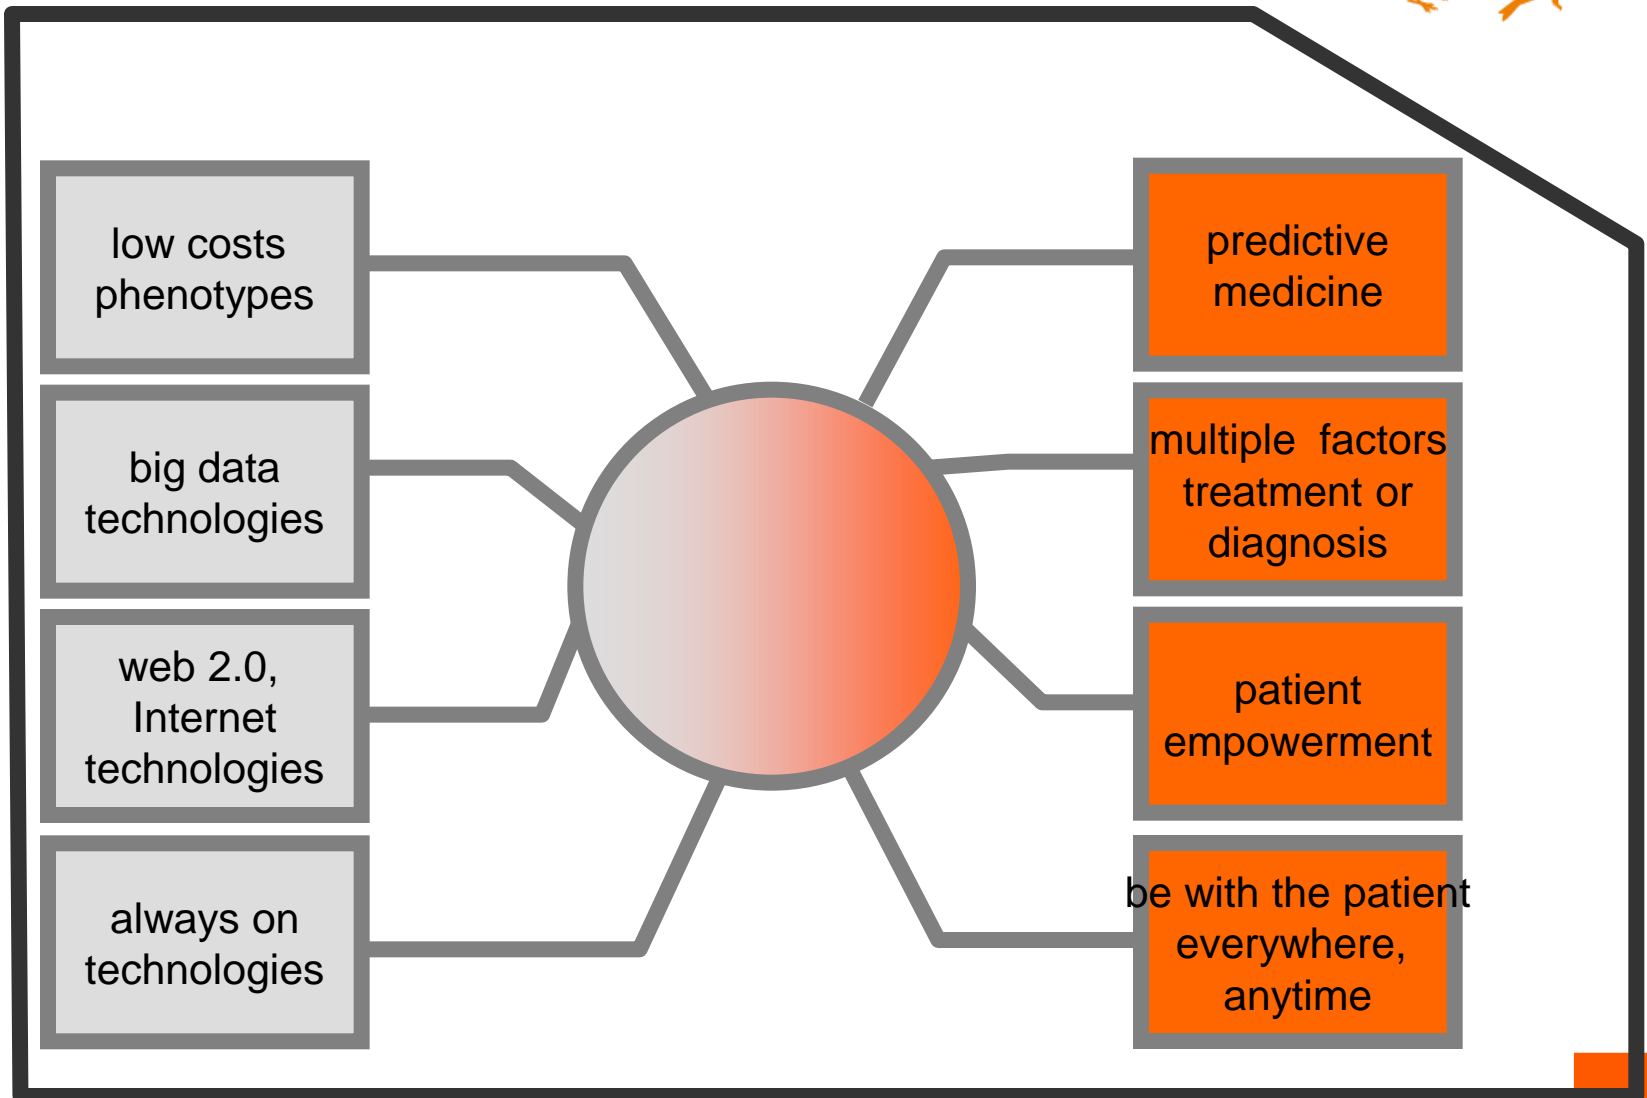 low costs
phenotypes
big data
technologies
web 2.0,
Internet
technologies
always on
technologies
predictive
medicine
multiple  factors
treatment or
diagnosis
patient
empowerment
be with the patient
everywhere,
anytime